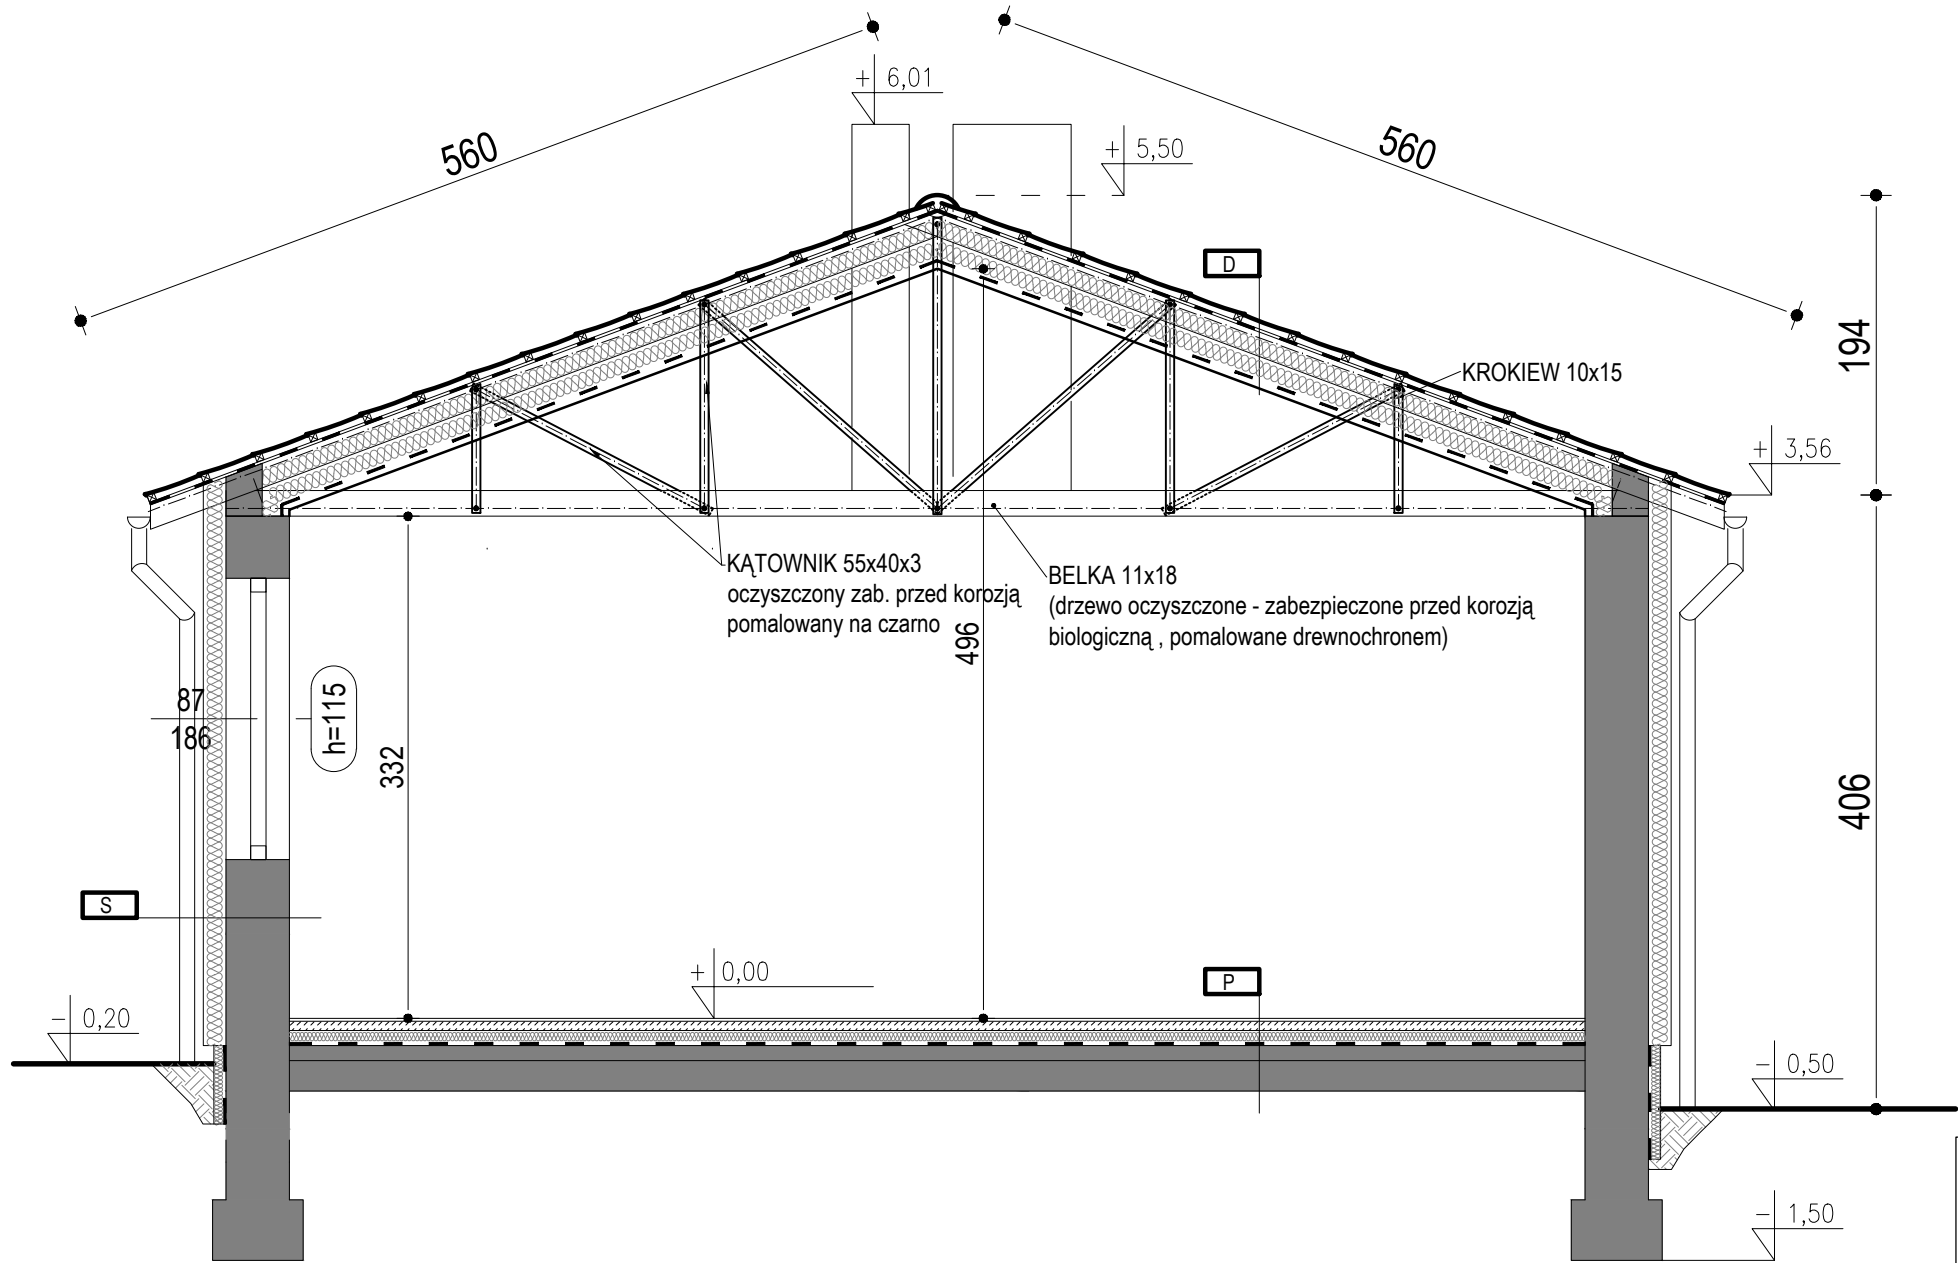 560
560
+ 6,01
+ 5,50
D
194
KROKIEW 10x15
+ 3,56
KĄTOWNIK 55x40x3
oczyszczony zab. przed korozją
pomalowany na czarno
BELKA 11x18
(drzewo oczyszczone - zabezpieczone przed korozją
biologiczną , pomalowane drewnochronem)
496
87
186
h=115
332
406
S
+ 0,00
P
- 0,20
- 0,50
- 1,50